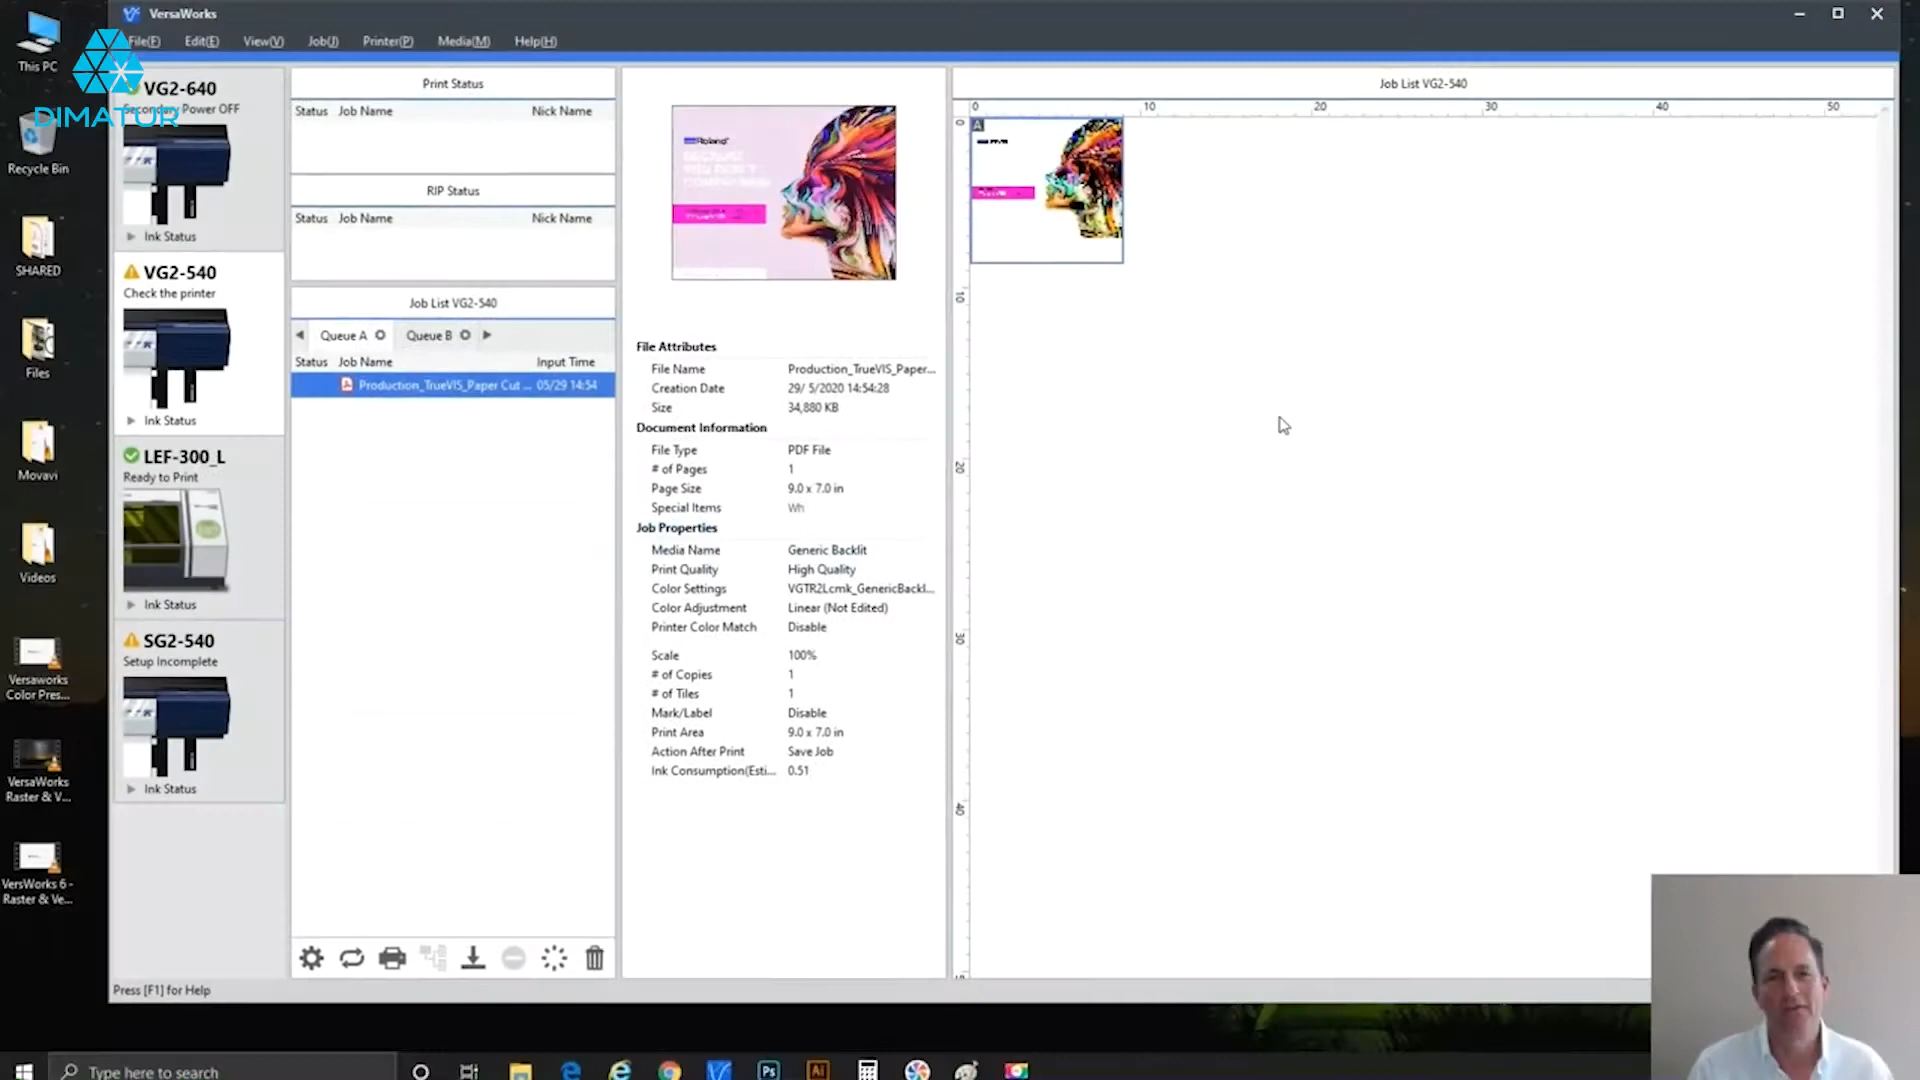 VersaWorks
File(F) Edit(E) View(V) Job(J) Printer(P) Media(M) Help(H)
This PC
Recycle Bin
SHARED
Files
Movavi
Videos
Versaworks
Color Pres...
VersaWorks
Raster & V...
VersWorks 6 -
Raster & Ve...
DIMATUR
VG2-640
Secondary Power OFF
Ink Status
VG2-540
Check the printer
Ink Status
LEF-300_L
Ready to Print
Ink Status
SG2-540
Setup Incomplete
Ink Status
Print Status
Status Job Name Nick Name
RIP Status
Status Job Name Nick Name
Job List VG2-540
Queue A Queue B
Status Job Name Input Time
Production_TrueVIS_Paper Cut ... 05/29 14:54
Roland
File Attributes
File Name Production_TrueVIS_Paper...
Creation Date 29/ 5/2020 14:54:28
Size 34,880 KB
Document Information
File Type PDF File
# of Pages 1
Page Size 9.0 x 7.0 in
Special Items Wh
Job Properties
Media Name Generic Backlit
Print Quality High Quality
Color Settings VGTR2Lcmk_GenericBackl...
Color Adjustment Linear (Not Edited)
Printer Color Match Disable
Scale 100%
# of Copies 1
# of Tiles 1
Mark/Label Disable
Print Area 9.0 x 7.0 in
Action After Print Save Job
Ink Consumption(Esti... 0.51
Job List VG2-540
0 10 20 30 40 50
0
10
20
30
40
A
Press [F1] for Help
Type here to search
Ps
Ai